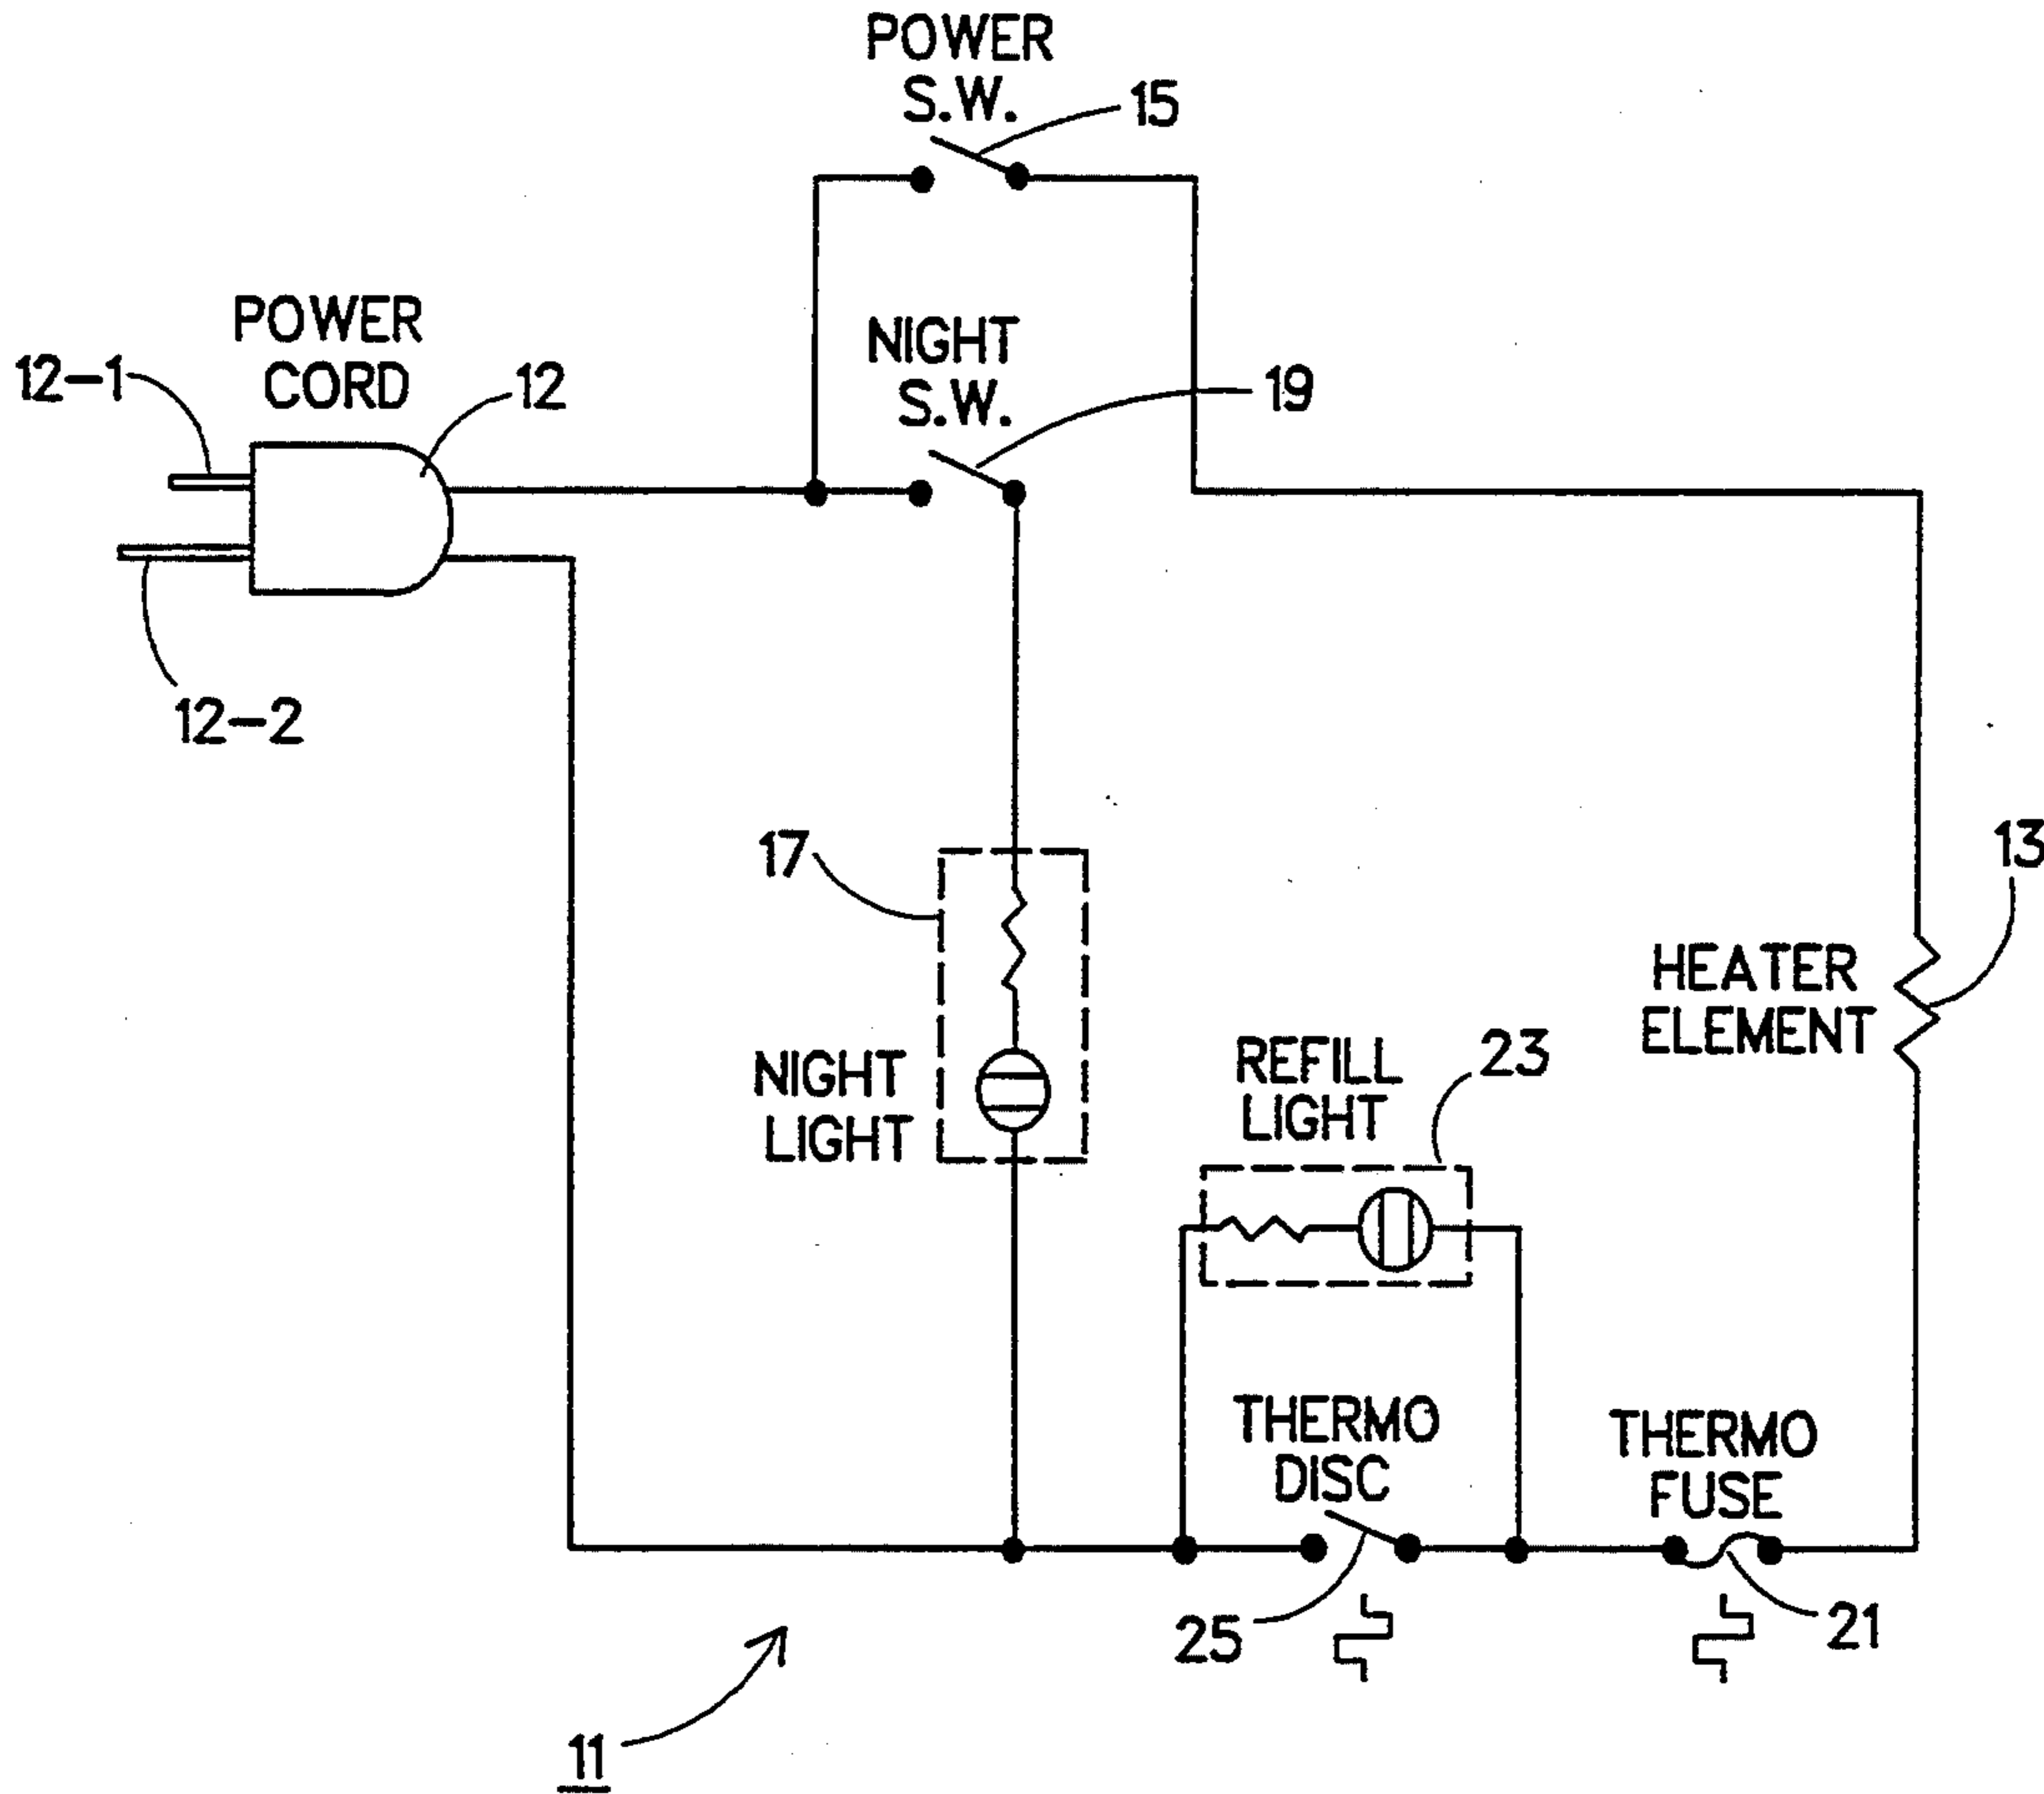 POWER
S.W.
15
POWER
CORD
12-1
12
NIGHT
S.W.
19
12-2
17
13
HEATER
ELEMENT
NIGHT
LIGHT
REFILL
LIGHT
23
THERMO
DISC
THERMO
FUSE
25
21
11